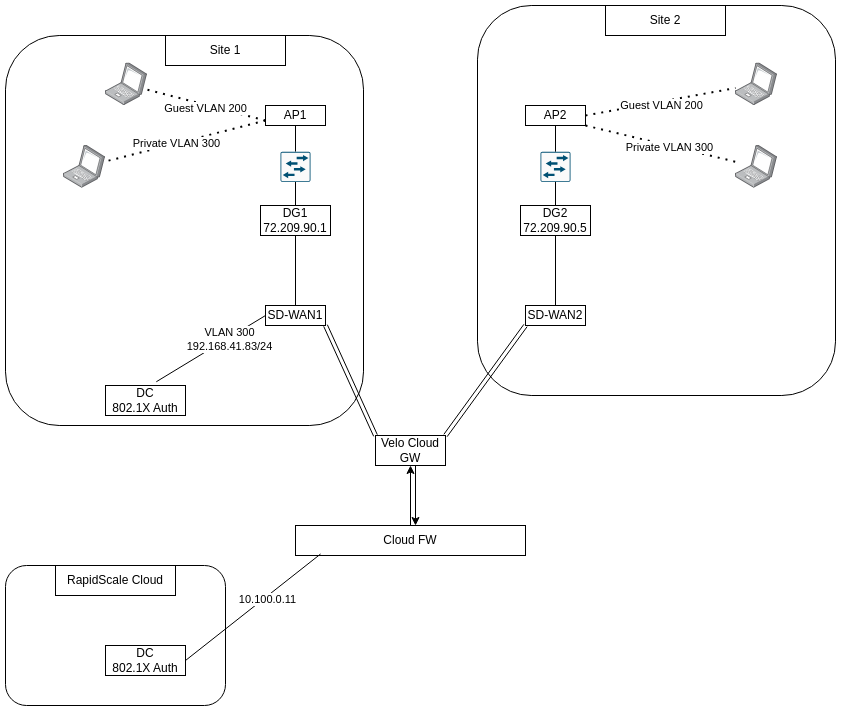 Site 1
Site 2
Guest VLAN 200
AP1
Private VLAN 300
AP2
Guest VLAN 200
Private VLAN 300
DG1
72.209.90.1
DG2
72.209.90.5
SD-WAN1
SD-WAN2
VLAN 300
192.168.41.83/24
DC
802.1X Auth
Velo Cloud
GW
Cloud FW
RapidScale Cloud
10.100.0.11
DC
802.1X Auth